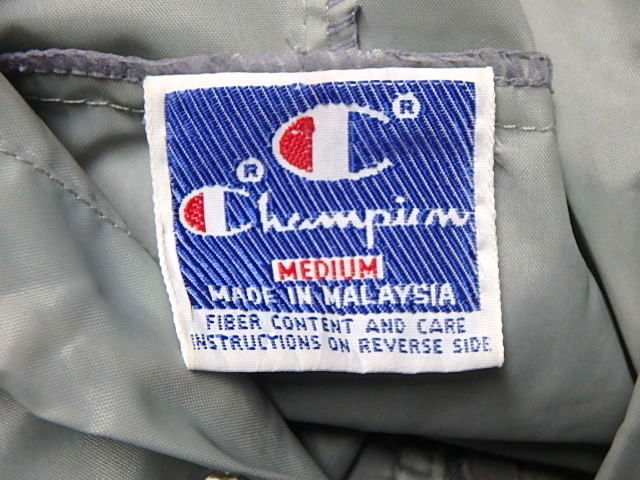 C®
®
Champion
MEDIUM
MADE IN MALAYSIA
FIBER CONTENT AND CARE
INSTRUCTIONS ON REVERSE SIDE